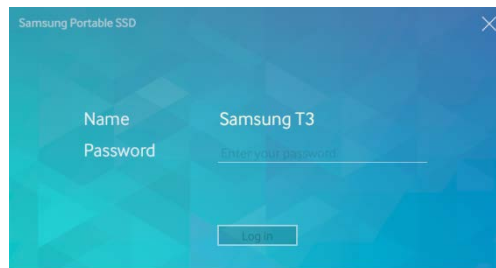 Samsung Portable SSD
Name Samsung T3
Password Enter your password
Log in